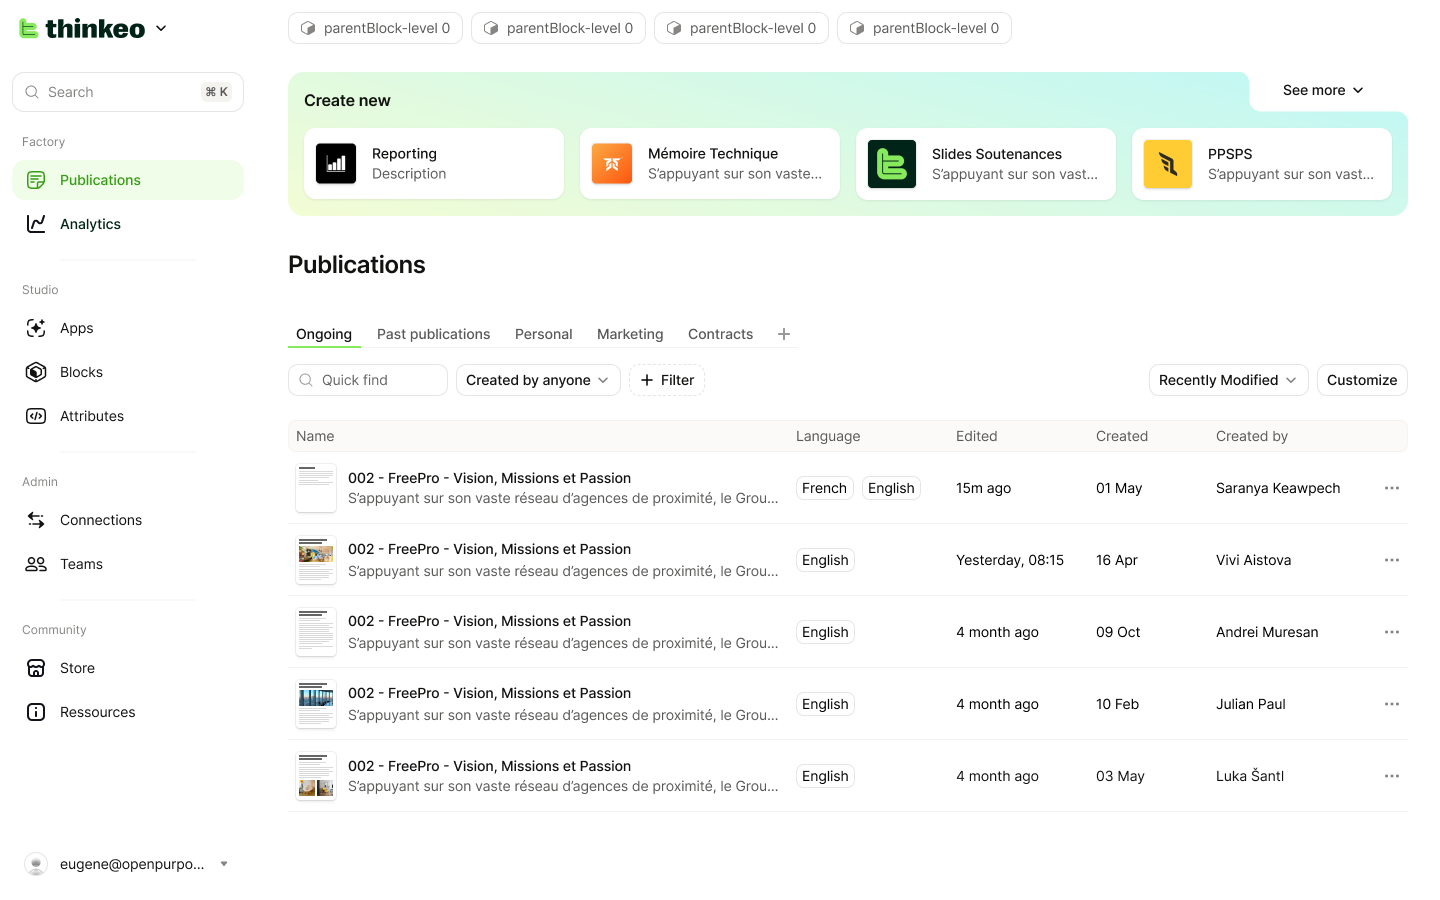 thinkeo
parentBlock-level 0
parentBlock-level 0
parentBlock-level 0
parentBlock-level 0
Search
⌘ K
Factory
Publications
Analytics
Studio
Apps
Blocks
Attributes
Admin
Connections
Teams
Community
Store
Ressources
eugene@openpurpo...
Create new
See more
Reporting
Description
Mémoire Technique
S’appuyant sur son vaste...
Slides Soutenances
S’appuyant sur son vast...
PPSPS
S’appuyant sur son vast...
Publications
Ongoing
Past publications
Personal
Marketing
Contracts
Quick find
Created by anyone
Filter
Recently Modified
Customize
Name Language Edited Created Created by
002 - FreePro - Vision, Missions et Passion
S’appuyant sur son vaste réseau d’agences de proximité, le Grou...
French English 15m ago 01 May Saranya Keawpech
002 - FreePro - Vision, Missions et Passion
S’appuyant sur son vaste réseau d’agences de proximité, le Grou...
English Yesterday, 08:15 16 Apr Vivi Aistova
002 - FreePro - Vision, Missions et Passion
S’appuyant sur son vaste réseau d’agences de proximité, le Grou...
English 4 month ago 09 Oct Andrei Muresan
002 - FreePro - Vision, Missions et Passion
S’appuyant sur son vaste réseau d’agences de proximité, le Grou...
English 4 month ago 10 Feb Julian Paul
002 - FreePro - Vision, Missions et Passion
S’appuyant sur son vaste réseau d’agences de proximité, le Grou...
English 4 month ago 03 May Luka Šantl